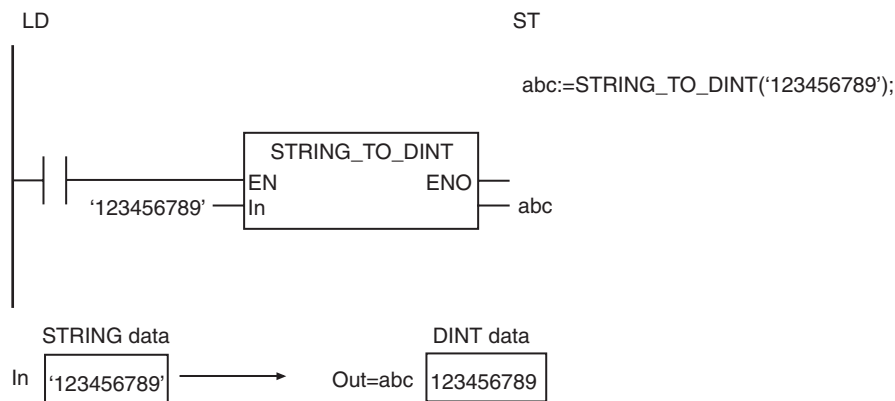 LD
ST
abc:=STRING_TO_DINT(‘123456789’);
STRING_TO_DINT
EN ENO
‘123456789’ In abc
STRING data DINT data
In ‘123456789’ Out=abc 123456789